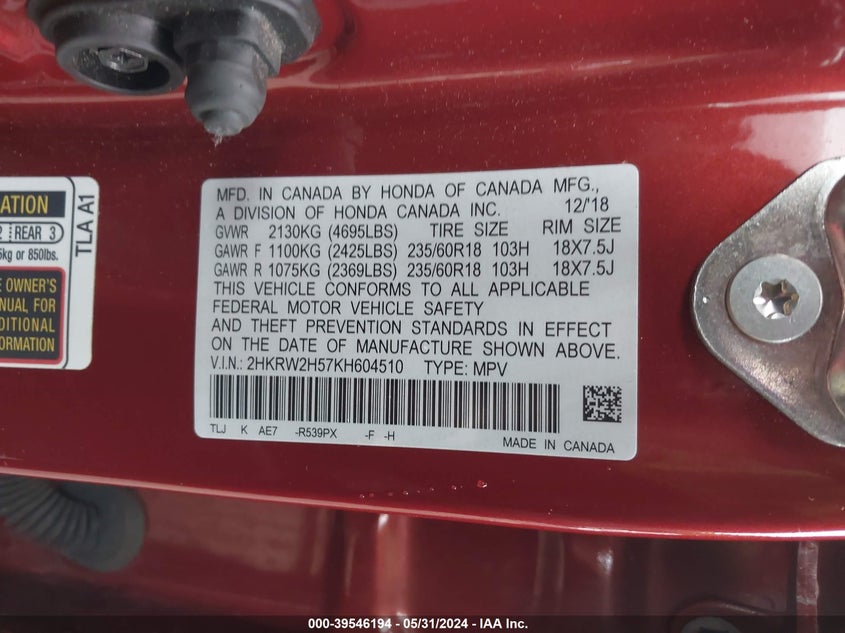 ATION
2 REAR 3
5kg or 850lbs.
E OWNER'S
ANUAL FOR
DITIONAL
ORMATION
TLA A1
MFD. IN CANADA BY HONDA OF CANADA MFG.,
A DIVISION OF HONDA CANADA INC. 12/'18
GVWR 2130KG (4695LBS) TIRE SIZE RIM SIZE
GAWR F 1100KG (2425LBS) 235/60R18 103H 18X7.5J
GAWR R 1075KG (2369LBS) 235/60R18 103H 18X7.5J
THIS VEHICLE CONFORMS TO ALL APPLICABLE
FEDERAL MOTOR VEHICLE SAFETY
AND THEFT PREVENTION STANDARDS IN EFFECT
ON THE DATE OF MANUFACTURE SHOWN ABOVE.
V.I.N.: 2HKRW2H57KH604510 TYPE: MPV
TLJ K AE7 -R539PX -F -H
MADE IN CANADA
000-39546194 - 05/31/2024 - IAA Inc.